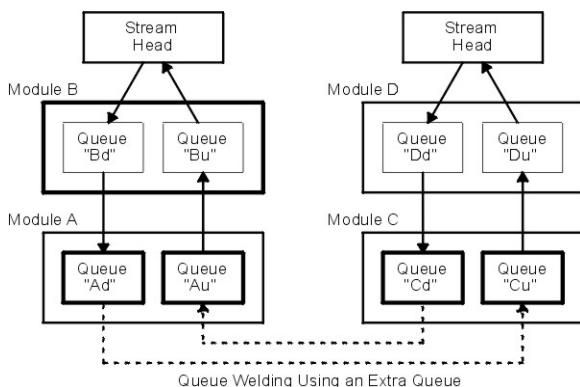 Stream
Head
Stream
Head
Module B
Module D
Queue
"Bd"
Queue
"Bu"
Queue
"Dd"
Queue
"Du"
Module A
Module C
Queue
"Ad"
Queue
"Au"
Queue
"Cd"
Queue
"Cu"
Queue Welding Using an Extra Queue